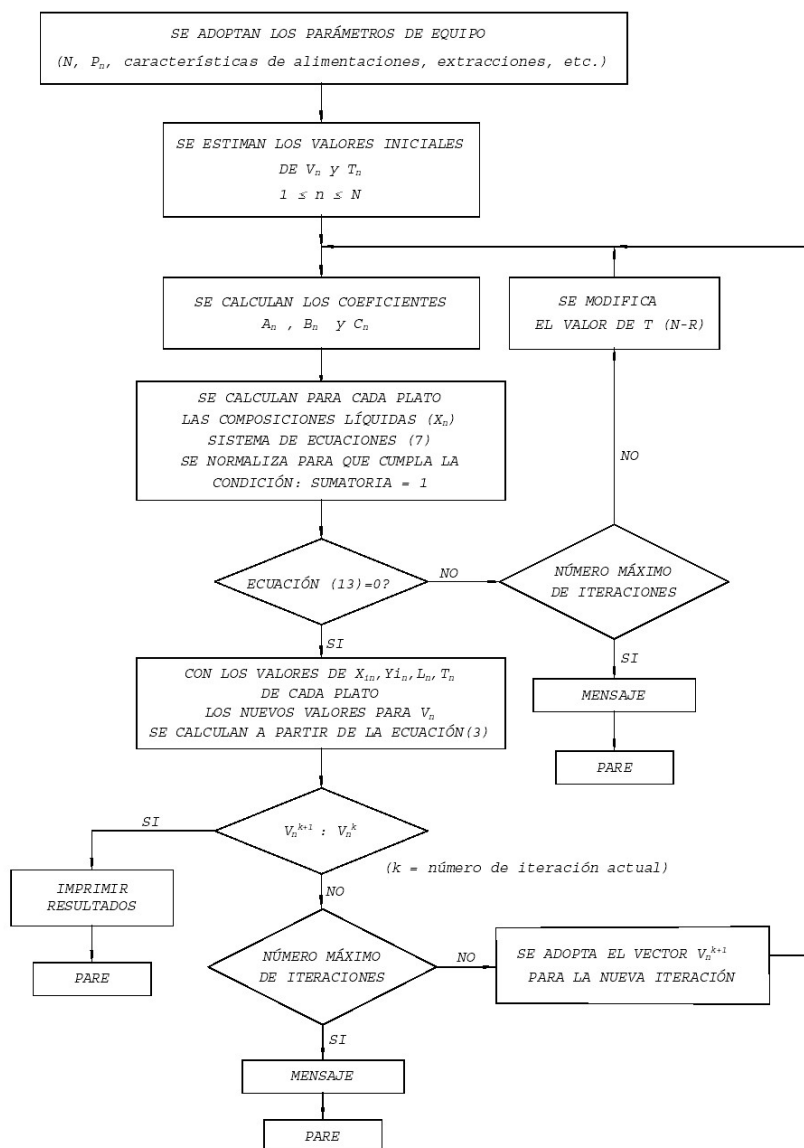 SE ADOPTAN LOS PARÁMETROS DE EQUIPO
(N, Pn, carácterísticas de alimentaciones, extracciones, etc.)
SE ESTIMAN LOS VALORES INICIALES
DE Vn y Tn
1 ≤ n ≤ N
SE CALCULAN LOS COEFICIENTES
An , Bn y Cn
SE MODIFICA
EL VALOR DE T (N-R)
SE CALCULAN PARA CADA PLATO
LAS COMPOSICIONES LÍQUIDAS (Xn)
SISTEMA DE ECUACIONES (7)
SE NORMALIZA PARA QUE CUMPLA LA
CONDICIÓN: SUMATORIA = 1
NO
ECUACIÓN (13)=0?
NO
NÚMERO MÁXIMO
DE ITERACIONES
SI
SI
CON LOS VALORES DE Xin,Yin,Ln,Tn
DE CADA PLATO
LOS NUEVOS VALORES PARA Vn
SE CALCULAN A PARTIR DE LA ECUACIÓN(3)
MENSAJE
PARE
SI
Vn^k+1 : Vn^k
(k = número de iteración actual)
NO
IMPRIMIR
RESULTADOS
PARE
NÚMERO MÁXIMO
DE ITERACIONES
NO
SE ADOPTA EL VECTOR Vn^k+1
PARA LA NUEVA ITERACIÓN
SI
MENSAJE
PARE